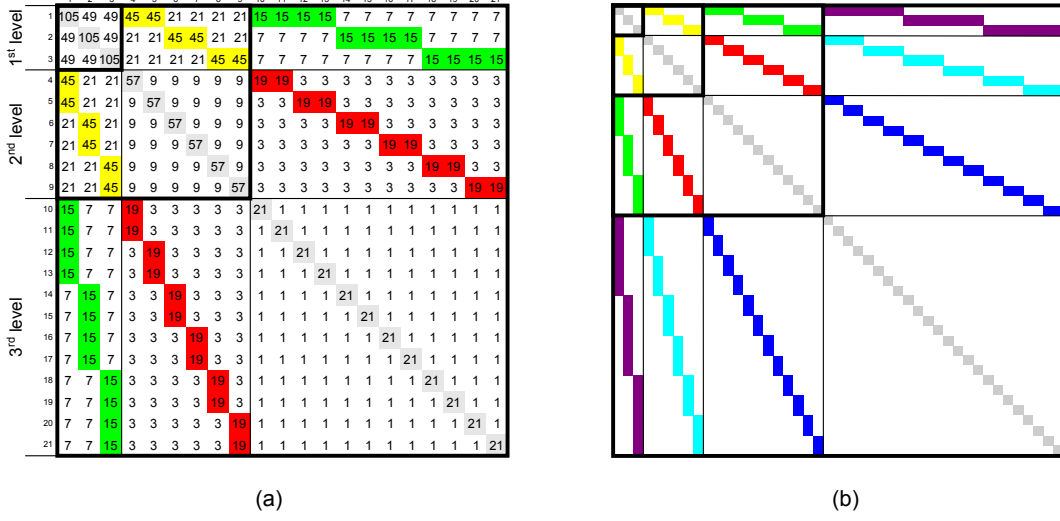 1st level
1 105 49 49 45 45 21 21 21 21 15 15 15 15 7 7 7 7 7 7 7 7
2 49 105 49 21 21 45 45 21 21 7 7 7 7 15 15 15 15 7 7 7 7
3 49 49 105 21 21 21 21 45 45 7 7 7 7 7 7 7 7 15 15 15 15
2nd level
4 45 21 21 57 9 9 9 9 9 19 19 3 3 3 3 3 3 3 3 3 3
5 45 21 21 9 57 9 9 9 9 3 3 19 19 3 3 3 3 3 3 3 3
6 21 45 21 9 9 57 9 9 9 3 3 3 3 19 19 3 3 3 3 3 3
7 21 45 21 9 9 9 57 9 9 3 3 3 3 3 3 19 19 3 3 3 3
8 21 21 45 9 9 9 9 57 9 3 3 3 3 3 3 3 3 19 19 3 3
9 21 21 45 9 9 9 9 9 57 3 3 3 3 3 3 3 3 3 3 19 19
3rd level
10 15 7 7 19 3 3 3 3 3 21 1 1 1 1 1 1 1 1 1 1 1
11 15 7 7 19 3 3 3 3 3 1 21 1 1 1 1 1 1 1 1 1 1
12 15 7 7 3 19 3 3 3 3 1 1 21 1 1 1 1 1 1 1 1 1
13 15 7 7 3 19 3 3 3 3 1 1 1 21 1 1 1 1 1 1 1 1
14 7 15 7 3 3 19 3 3 3 1 1 1 1 21 1 1 1 1 1 1 1
15 7 15 7 3 3 19 3 3 3 1 1 1 1 1 21 1 1 1 1 1 1
16 7 15 7 3 3 3 19 3 3 1 1 1 1 1 1 21 1 1 1 1 1
17 7 15 7 3 3 3 19 3 3 1 1 1 1 1 1 1 21 1 1 1 1
18 7 7 15 3 3 3 3 19 3 1 1 1 1 1 1 1 1 21 1 1 1
19 7 7 15 3 3 3 3 19 3 1 1 1 1 1 1 1 1 1 21 1 1
20 7 7 15 3 3 3 3 3 19 1 1 1 1 1 1 1 1 1 1 21 1
21 7 7 15 3 3 3 3 3 19 1 1 1 1 1 1 1 1 1 1 1 21
(a)
(b)